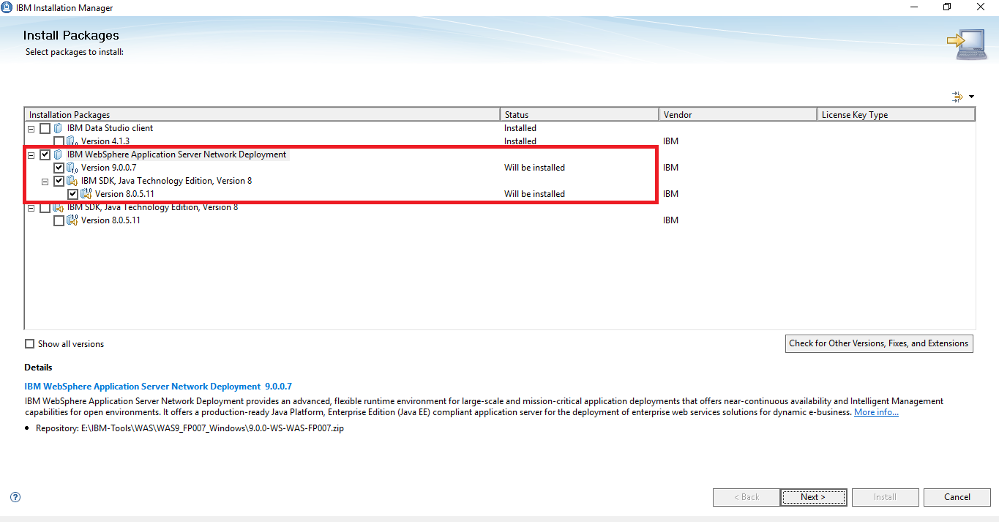 IBM Installation Manager
Install Packages
Select packages to install:
Installation Packages Status Vendor License Key Type
IBM Data Studio client Installed
Version 4.1.3 Installed IBM
IBM WebSphere Application Server Network Deployment
Version 9.0.0.7 Will be installed IBM
IBM SDK, Java Technology Edition, Version 8
Version 8.0.5.11 Will be installed IBM
IBM SDK, Java Technology Edition, Version 8
Version 8.0.5.11 IBM
Show all versions Check for Other Versions, Fixes, and Extensions
Details
IBM WebSphere Application Server Network Deployment 9.0.0.7
IBM WebSphere Application Server Network Deployment provides an advanced, flexible runtime environment for large-scale and mission-critical application deployments that offers near-continuous availability and Intelligent Management
capabilities for open environments. It offers a production-ready Java Platform, Enterprise Edition (Java EE) compliant application server for the deployment of enterprise web services solutions for dynamic e-business. More info...
• Repository: E:\IBM-Tools\WAS\WAS9_FP007_Windows\9.0.0-WS-WAS-FP007.zip
? < Back Next > Install Cancel